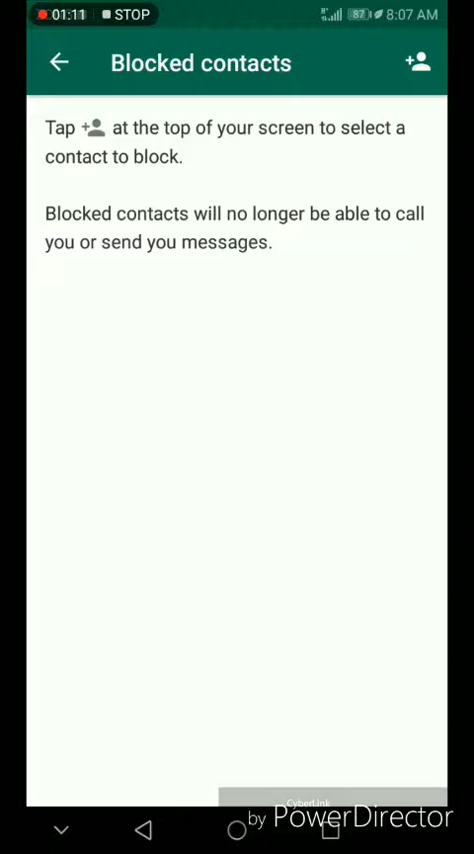 01:11 STOP 87 8:07 AM
Blocked contacts
Tap at the top of your screen to select a
contact to block.
Blocked contacts will no longer be able to call
you or send you messages.
CyberLink
by PowerDirector